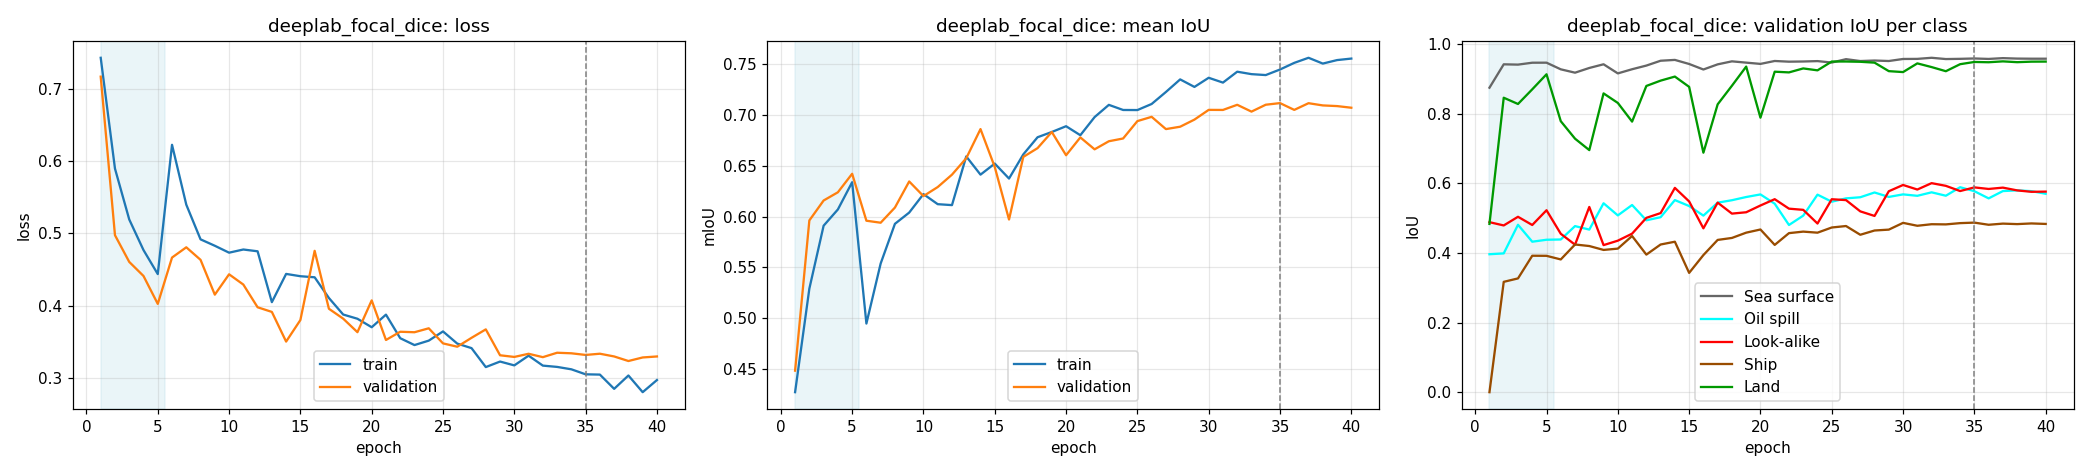 deeplab_focal_dice: loss
loss
0.7
0.6
0.5
0.4
0.3
0
5
10
15
20
25
30
35
40
epoch
train
validation
deeplab_focal_dice: mean IoU
mIoU
0.75
0.70
0.65
0.60
0.55
0.50
0.45
0
5
10
15
20
25
30
35
40
epoch
train
validation
deeplab_focal_dice: validation IoU per class
IoU
1.0
0.8
0.6
0.4
0.2
0.0
0
5
10
15
20
25
30
35
40
epoch
Sea surface
Oil spill
Look-alike
Ship
Land